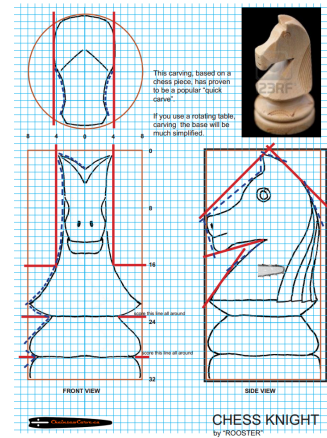 This carving, based on a
chess piece, has proven
to be a popular "quick
carve".
If you use a rotating table,
carving the base will be
much simplified.
23RF
8 4 4 8
0
8
16
score this line all around
24
score this line all around
32
FRONT VIEW
SIDE VIEW
CHESS KNIGHT
by "ROOSTER"